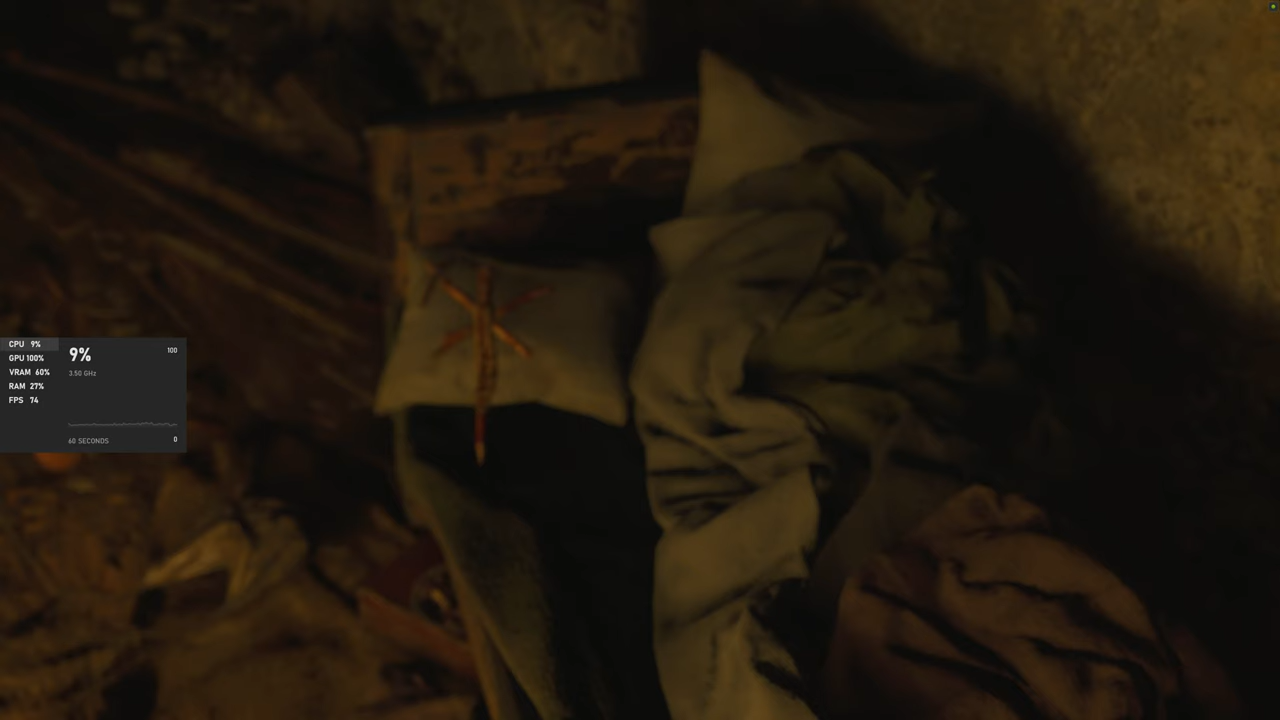 CPU 9%
GPU 100%
VRAM 60%
RAM 27%
FPS 74
9%
100
3.50 GHz
60 SECONDS
0